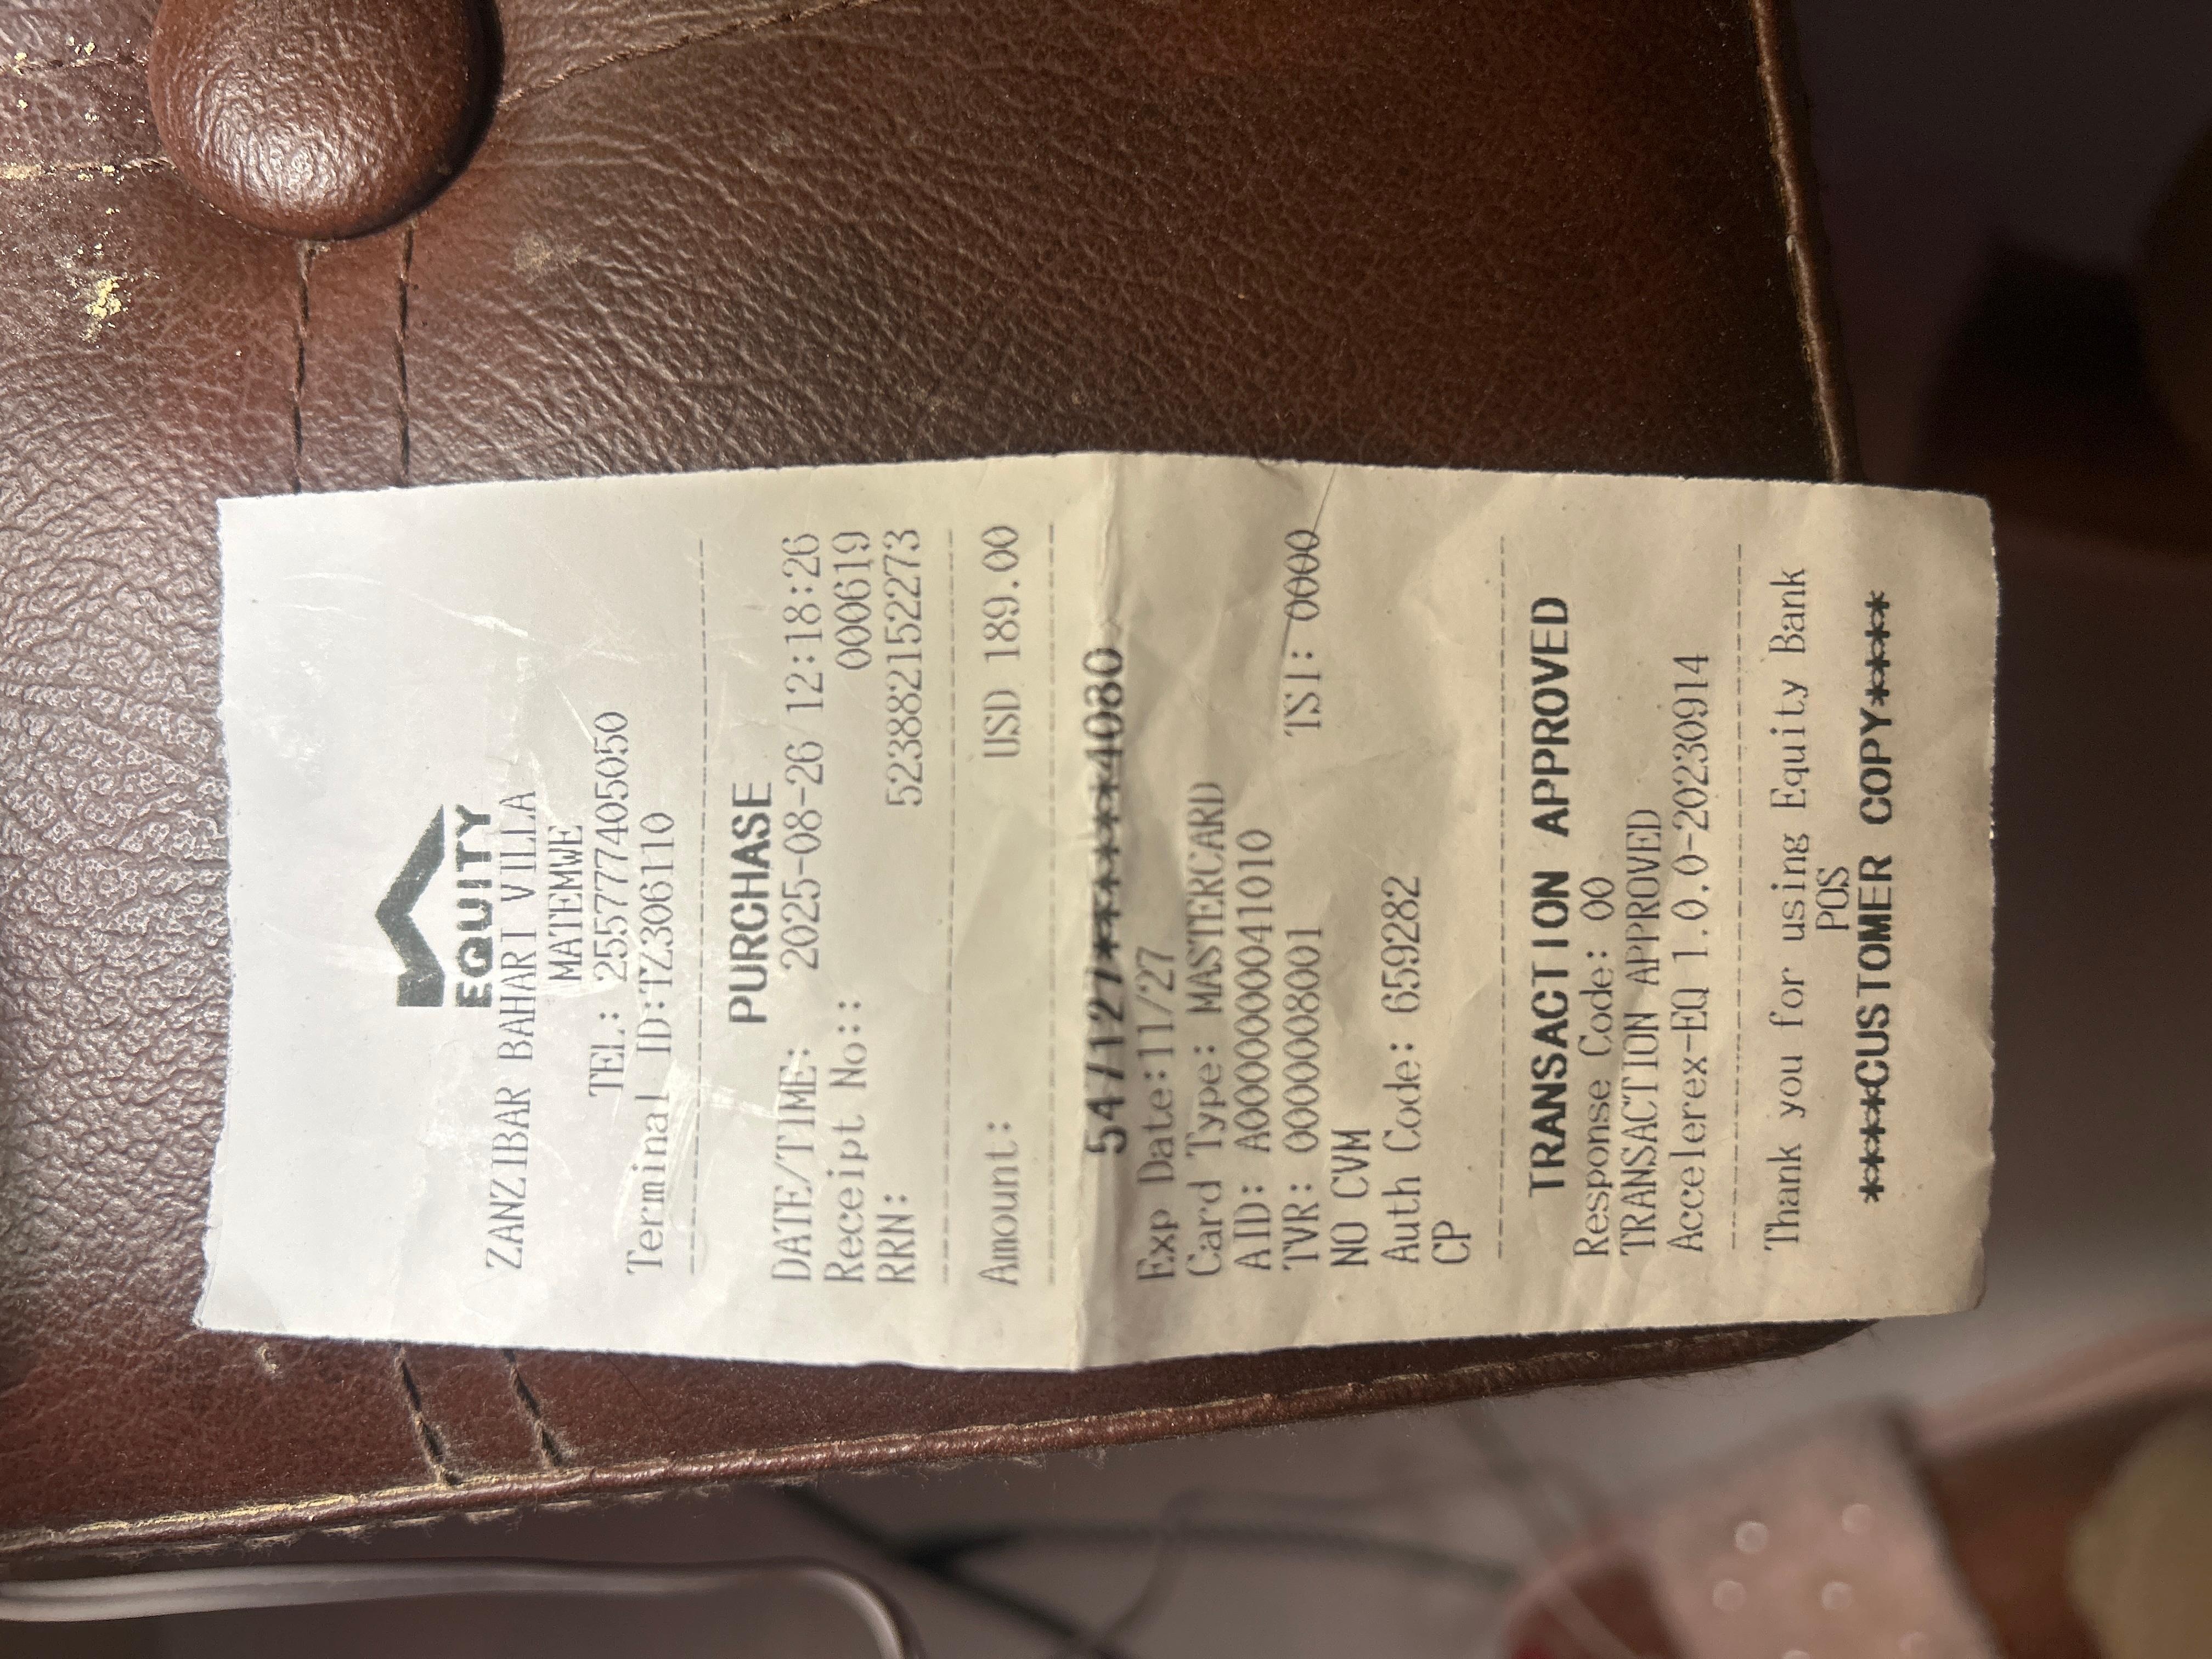 EQUITY
ZANZIBAR BAHARI VILLA
MATEMWE
TEL: 255777405050
Terminal ID:TZ306110
PURCHASE
DATE/TIME: 2025-08-26 12:18:26
Receipt No:: 000619
RRN: 523882152273
Amount: USD 189.00
547127******4080
Exp Date:11/27
Card Type: MASTERCARD
AID: A0000000041010
TVR: 0000008001 TSI: 0000
NO CVM
Auth Code: 659282
CP
TRANSACTION APPROVED
Response Code: 00
TRANSACTION APPROVED
Accelerex-EQ 1.0.0-20230914
Thank you for using Equity Bank
POS
****CUSTOMER COPY****